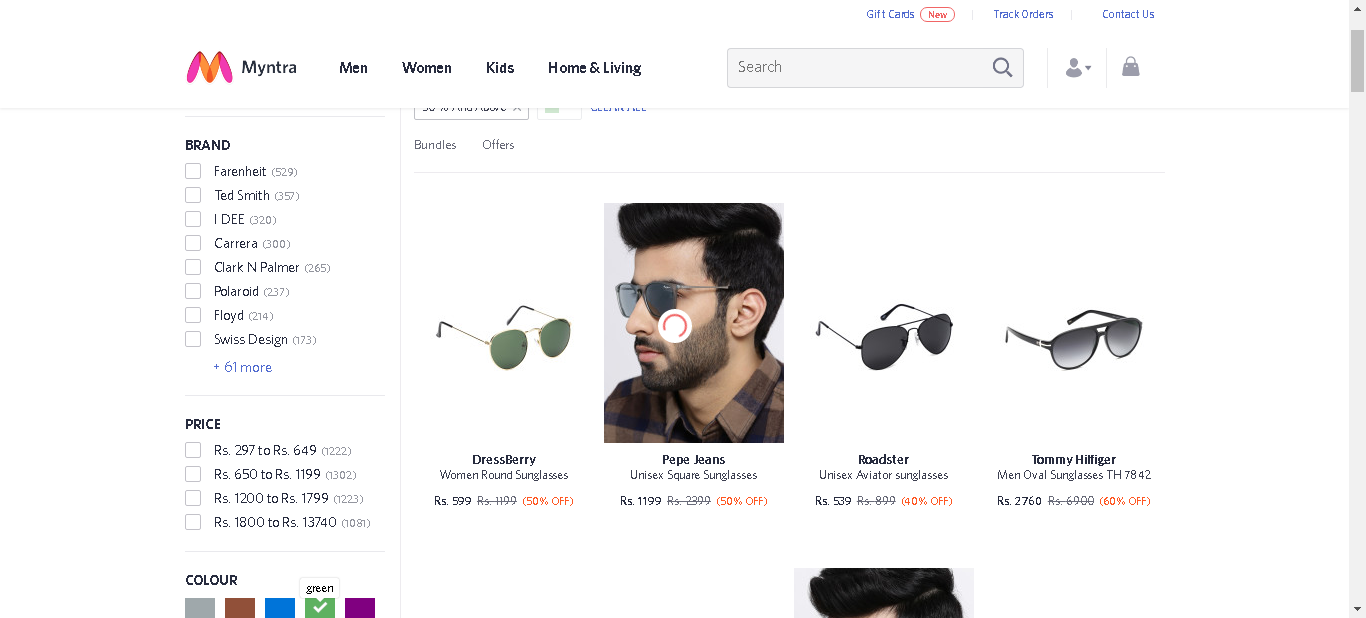 Gift Cards New Track Orders Contact Us
Myntra Men Women Kids Home & Living Search
30 % And Above × CLEAR ALL
Bundles Offers
BRAND
Farenheit (529)
Ted Smith (357)
I DEE (320)
Carrera (300)
Clark N Palmer (265)
Polaroid (237)
Floyd (214)
Swiss Design (173)
+ 61 more
PRICE
Rs. 297 to Rs. 649 (1222)
Rs. 650 to Rs. 1199 (1302)
Rs. 1200 to Rs. 1799 (1223)
Rs. 1800 to Rs. 13740 (1081)
COLOUR
green
DressBerry
Women Round Sunglasses
Rs. 599 Rs. 1199 (50% OFF)
Pepe Jeans
Unisex Square Sunglasses
Rs. 1199 Rs. 2399 (50% OFF)
Roadster
Unisex Aviator sunglasses
Rs. 539 Rs. 899 (40% OFF)
Tommy Hilfiger
Men Oval Sunglasses TH 7842
Rs. 2760 Rs. 6900 (60% OFF)